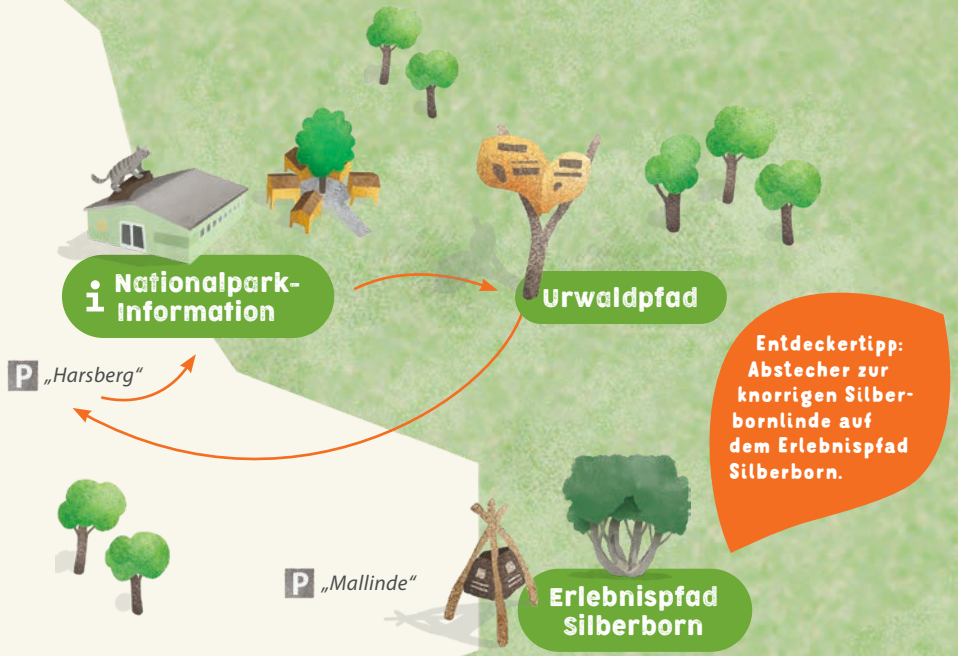 i Nationalpark-
Information
Urwaldpfad
P „Harsberg“
Entdeckertipp:
Abstecher zur
knorrigen Silber-
bornlinde auf
dem Erlebnispfad
Silberborn.
P „Mallinde“
Erlebnispfad
Silberborn